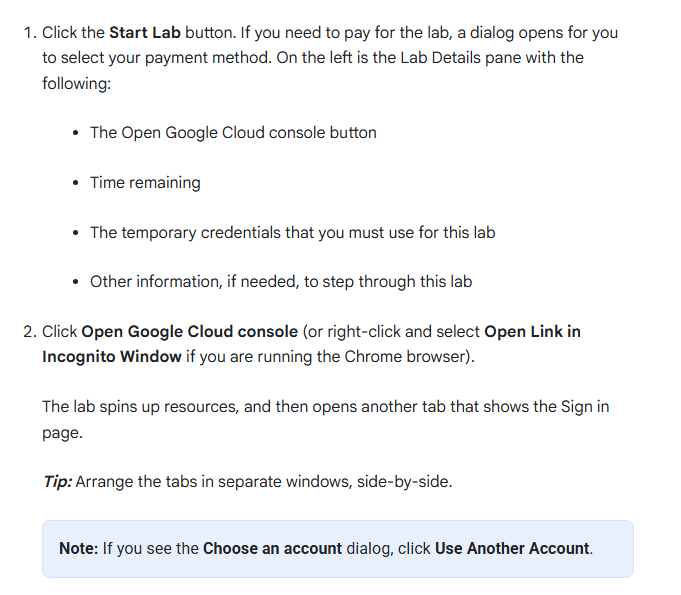 1. Click the Start Lab button. If you need to pay for the lab, a dialog opens for you
to select your payment method. On the left is the Lab Details pane with the
following:
• The Open Google Cloud console button
• Time remaining
• The temporary credentials that you must use for this lab
• Other information, if needed, to step through this lab
2. Click Open Google Cloud console (or right-click and select Open Link in
Incognito Window if you are running the Chrome browser).
The lab spins up resources, and then opens another tab that shows the Sign in
page.
Tip: Arrange the tabs in separate windows, side-by-side.
Note: If you see the Choose an account dialog, click Use Another Account.